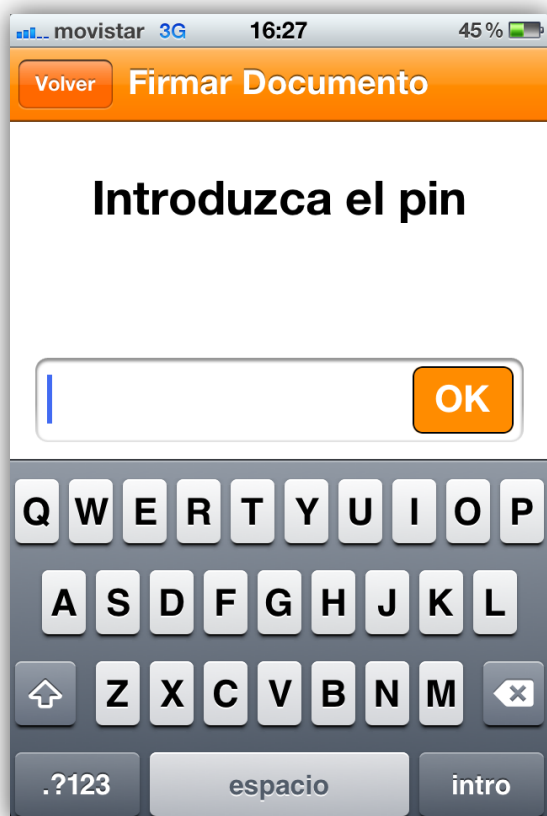 movistar 3G 16:27 45 %
Volver Firmar Documento
Introduzca el pin
OK
Q W E R T Y U I O P
A S D F G H J K L
Z X C V B N M
.?123 espacio intro